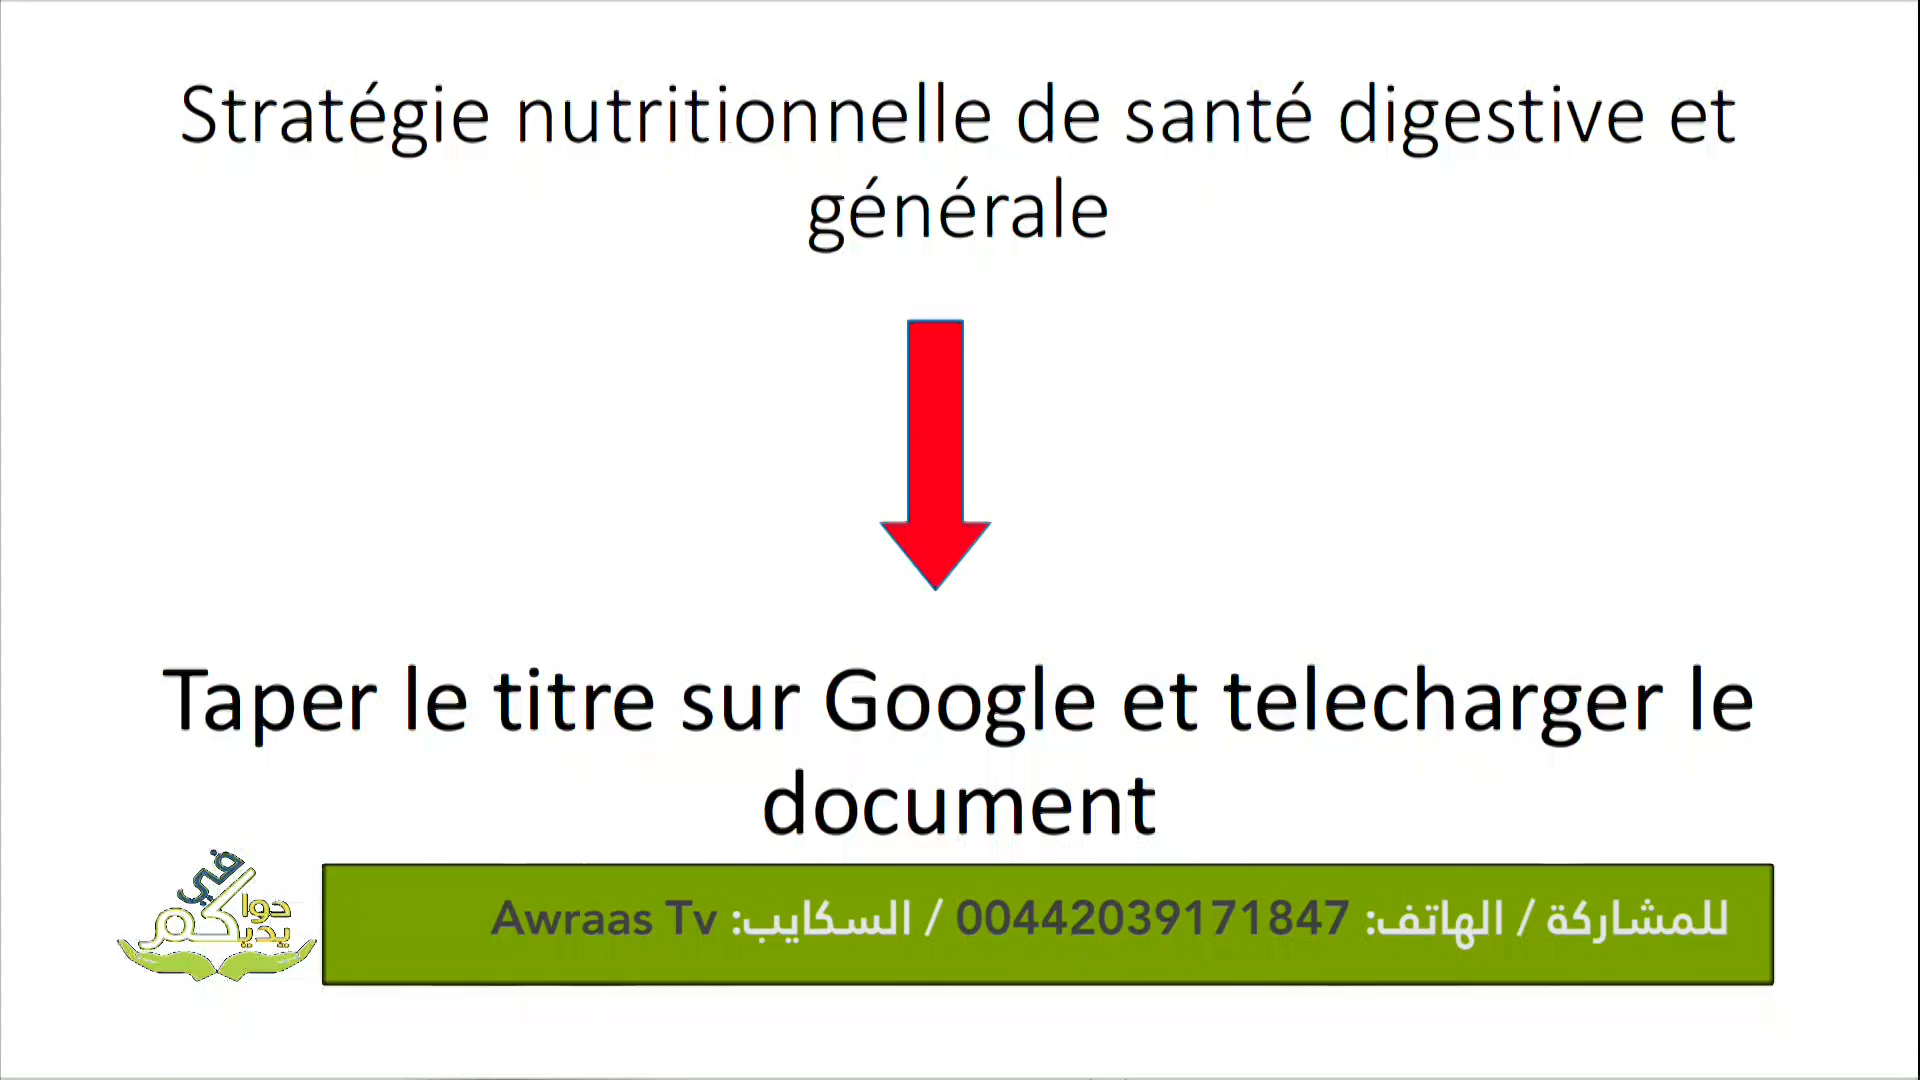 Stratégie nutritionnelle de santé digestive et
générale
Taper le titre sur Google et telecharger le
document
للمشاركة / الهاتف: 00442039171847 / السكايب: Awraas Tv
دواكم في يديكم